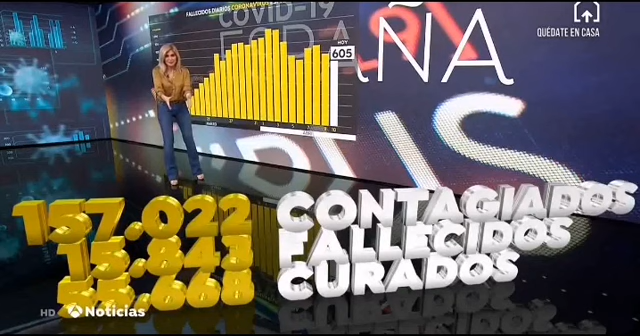 COVID-19
FALLECIDOS DIARIOS CORONAVIRUS
HOY
605
QUÉDATE EN CASA
157.022 CONTAGIADOS
15.843 FALLECIDOS
55.668 CURADOS
HD Noticias